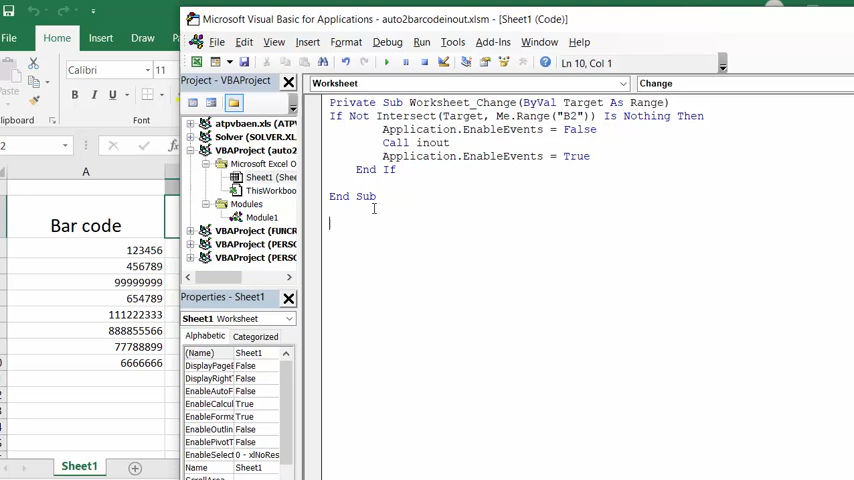 Microsoft Visual Basic for Applications - auto2barcodeinout.xlsm - [Sheet1 (Code)]
File Home Insert Draw
File Edit View Insert Format Debug Run Tools Add-Ins Window Help
Ln 10, Col 1
Calibri 11
B I U
Clipboard Font
Project - VBAProject
Worksheet Change
atpvbaen.xls (ATPV
Solver (SOLVER.XL
VBAProject (auto2
Microsoft Excel O
Sheet1 (Shee
ThisWorkboo
Modules
Module1
VBAProject (FUNCR
VBAProject (PERSO
VBAProject (PERSO
Private Sub Worksheet_Change(ByVal Target As Range)
If Not Intersect(Target, Me.Range("B2")) Is Nothing Then
Application.EnableEvents = False
Call inout
Application.EnableEvents = True
End If
End Sub
fx
A
Bar code
123456
456789
99999999
654789
111222333
888855566
77788899
6666666
Properties - Sheet1
Sheet1 Worksheet
Alphabetic Categorized
(Name) Sheet1
DisplayPageE False
DisplayRightT False
EnableAutoF False
EnableCalcul True
EnableForma True
EnableOutlin False
EnablePivotT False
EnableSelect 0 - xlNoRes
Name Sheet1
Sheet1